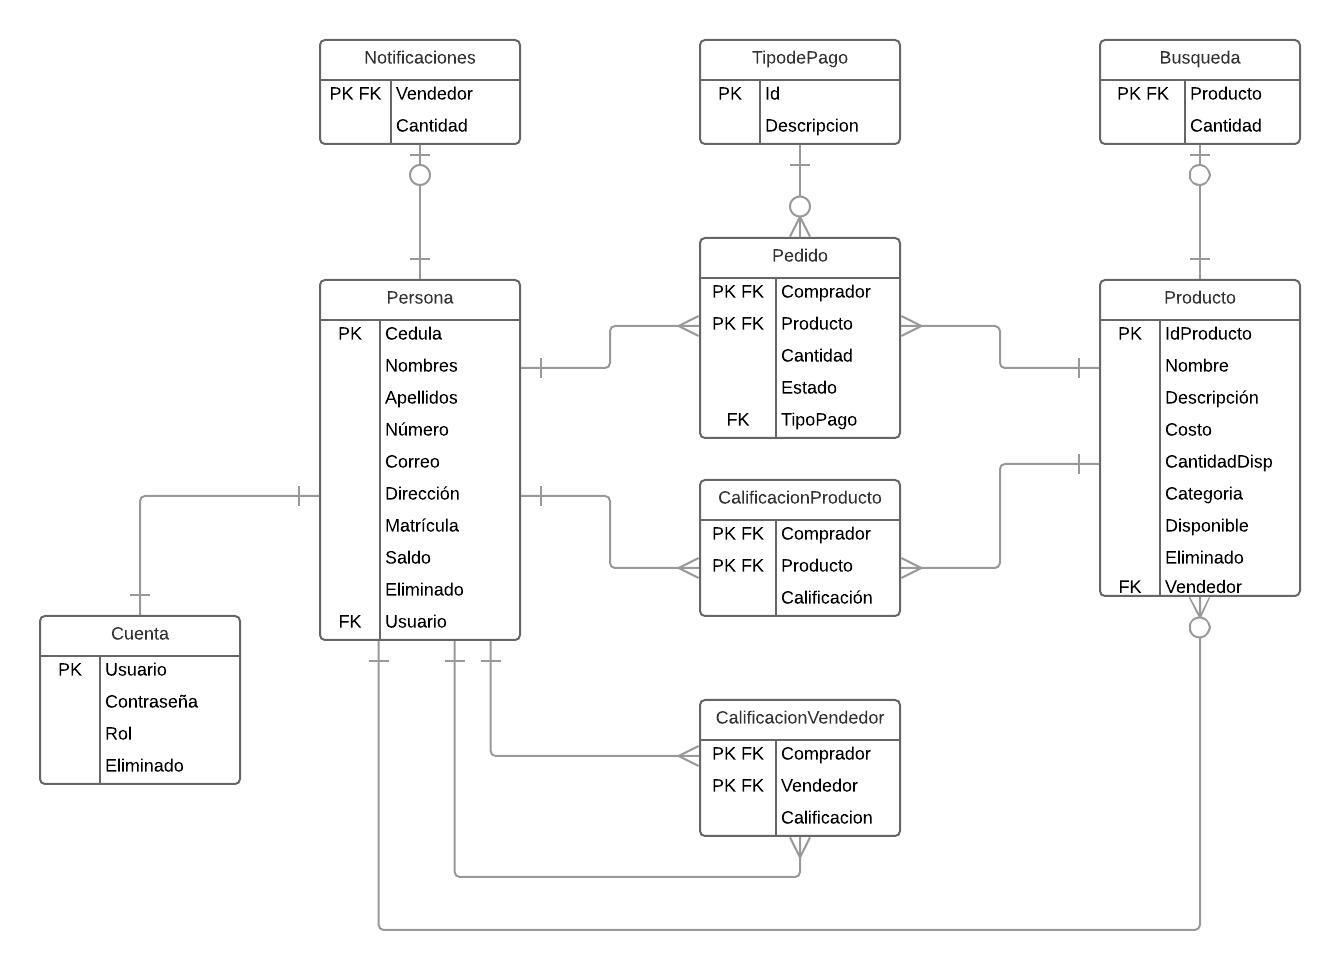 Notificaciones
PK FK Vendedor
Cantidad
TipodePago
PK Id
Descripcion
Busqueda
PK FK Producto
Cantidad
Persona
PK Cedula
Nombres
Apellidos
Número
Correo
Dirección
Matrícula
Saldo
Eliminado
FK Usuario
Pedido
PK FK Comprador
PK FK Producto
Cantidad
Estado
FK TipoPago
Producto
PK IdProducto
Nombre
Descripción
Costo
CantidadDisp
Categoria
Disponible
Eliminado
FK Vendedor
CalificacionProducto
PK FK Comprador
PK FK Producto
Calificación
Cuenta
PK Usuario
Contraseña
Rol
Eliminado
CalificacionVendedor
PK FK Comprador
PK FK Vendedor
Calificacion